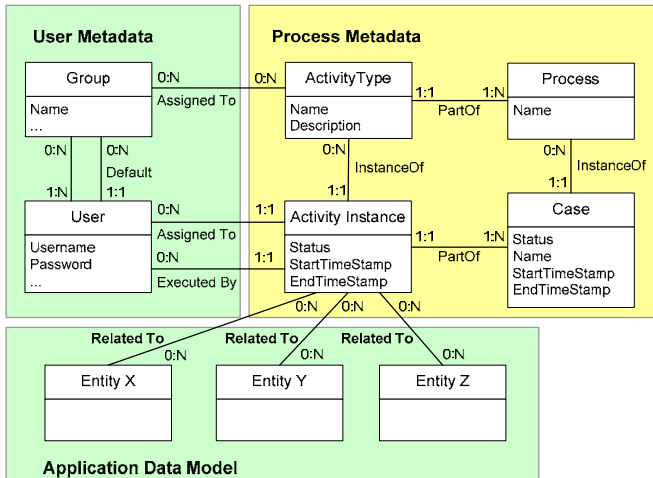 User Metadata
Process Metadata
Group
Name
...
0:N
0:N
Assigned To
ActivityType
Name
Description
1:1
1:N
PartOf
Process
Name
0:N
0:N
Default
1:N
1:1
0:N
InstanceOf
1:1
0:N
InstanceOf
1:1
User
Username
Password
...
0:N
1:1
Assigned To
0:N
1:1
Executed By
Activity Instance
Status
StartTimeStamp
EndTimeStamp
1:1
1:N
PartOf
Case
Status
Name
StartTimeStamp
EndTimeStamp
0:N
0:N
0:N
Related To
Related To
Related To
0:N
0:N
0:N
Entity X
Entity Y
Entity Z
Application Data Model